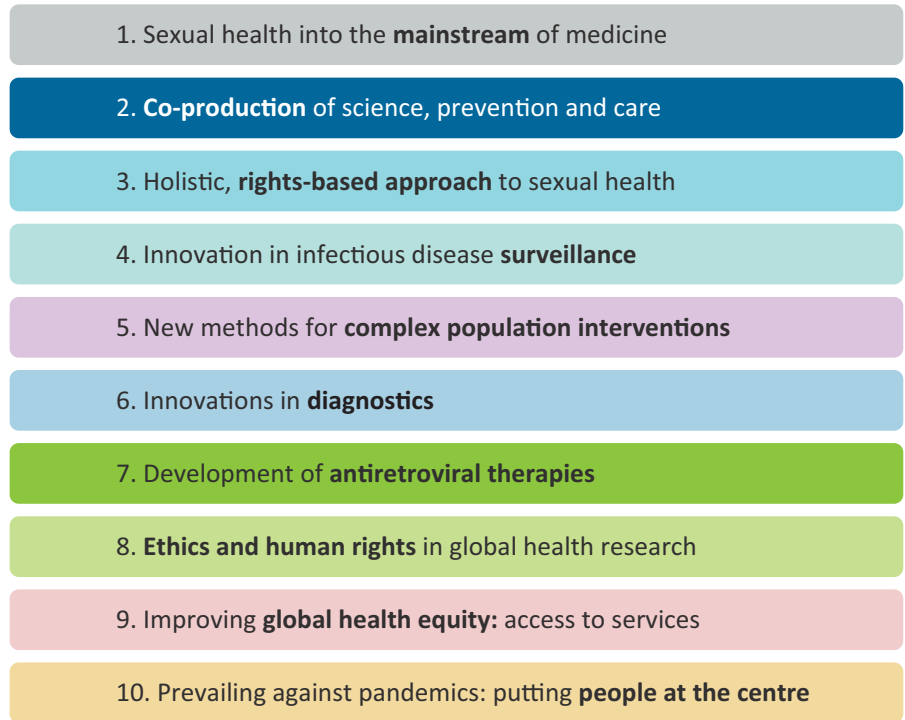 1. Sexual health into the mainstream of medicine
2. Co-production of science, prevention and care
3. Holistic, rights-based approach to sexual health
4. Innovation in infectious disease surveillance
5. New methods for complex population interventions
6. Innovations in diagnostics
7. Development of antiretroviral therapies
8. Ethics and human rights in global health research
9. Improving global health equity: access to services
10. Prevailing against pandemics: putting people at the centre